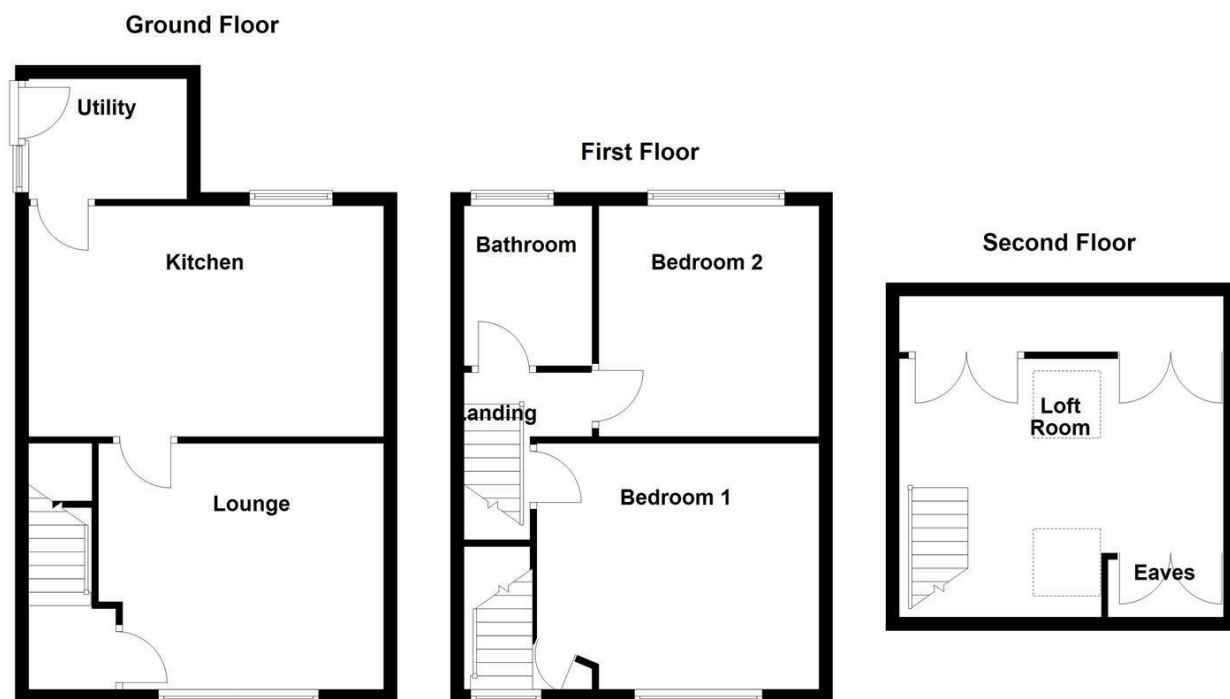 Ground Floor
Utility
Kitchen
Lounge
First Floor
Bathroom
Bedroom 2
Landing
Bedroom 1
Second Floor
Loft
Room
Eaves